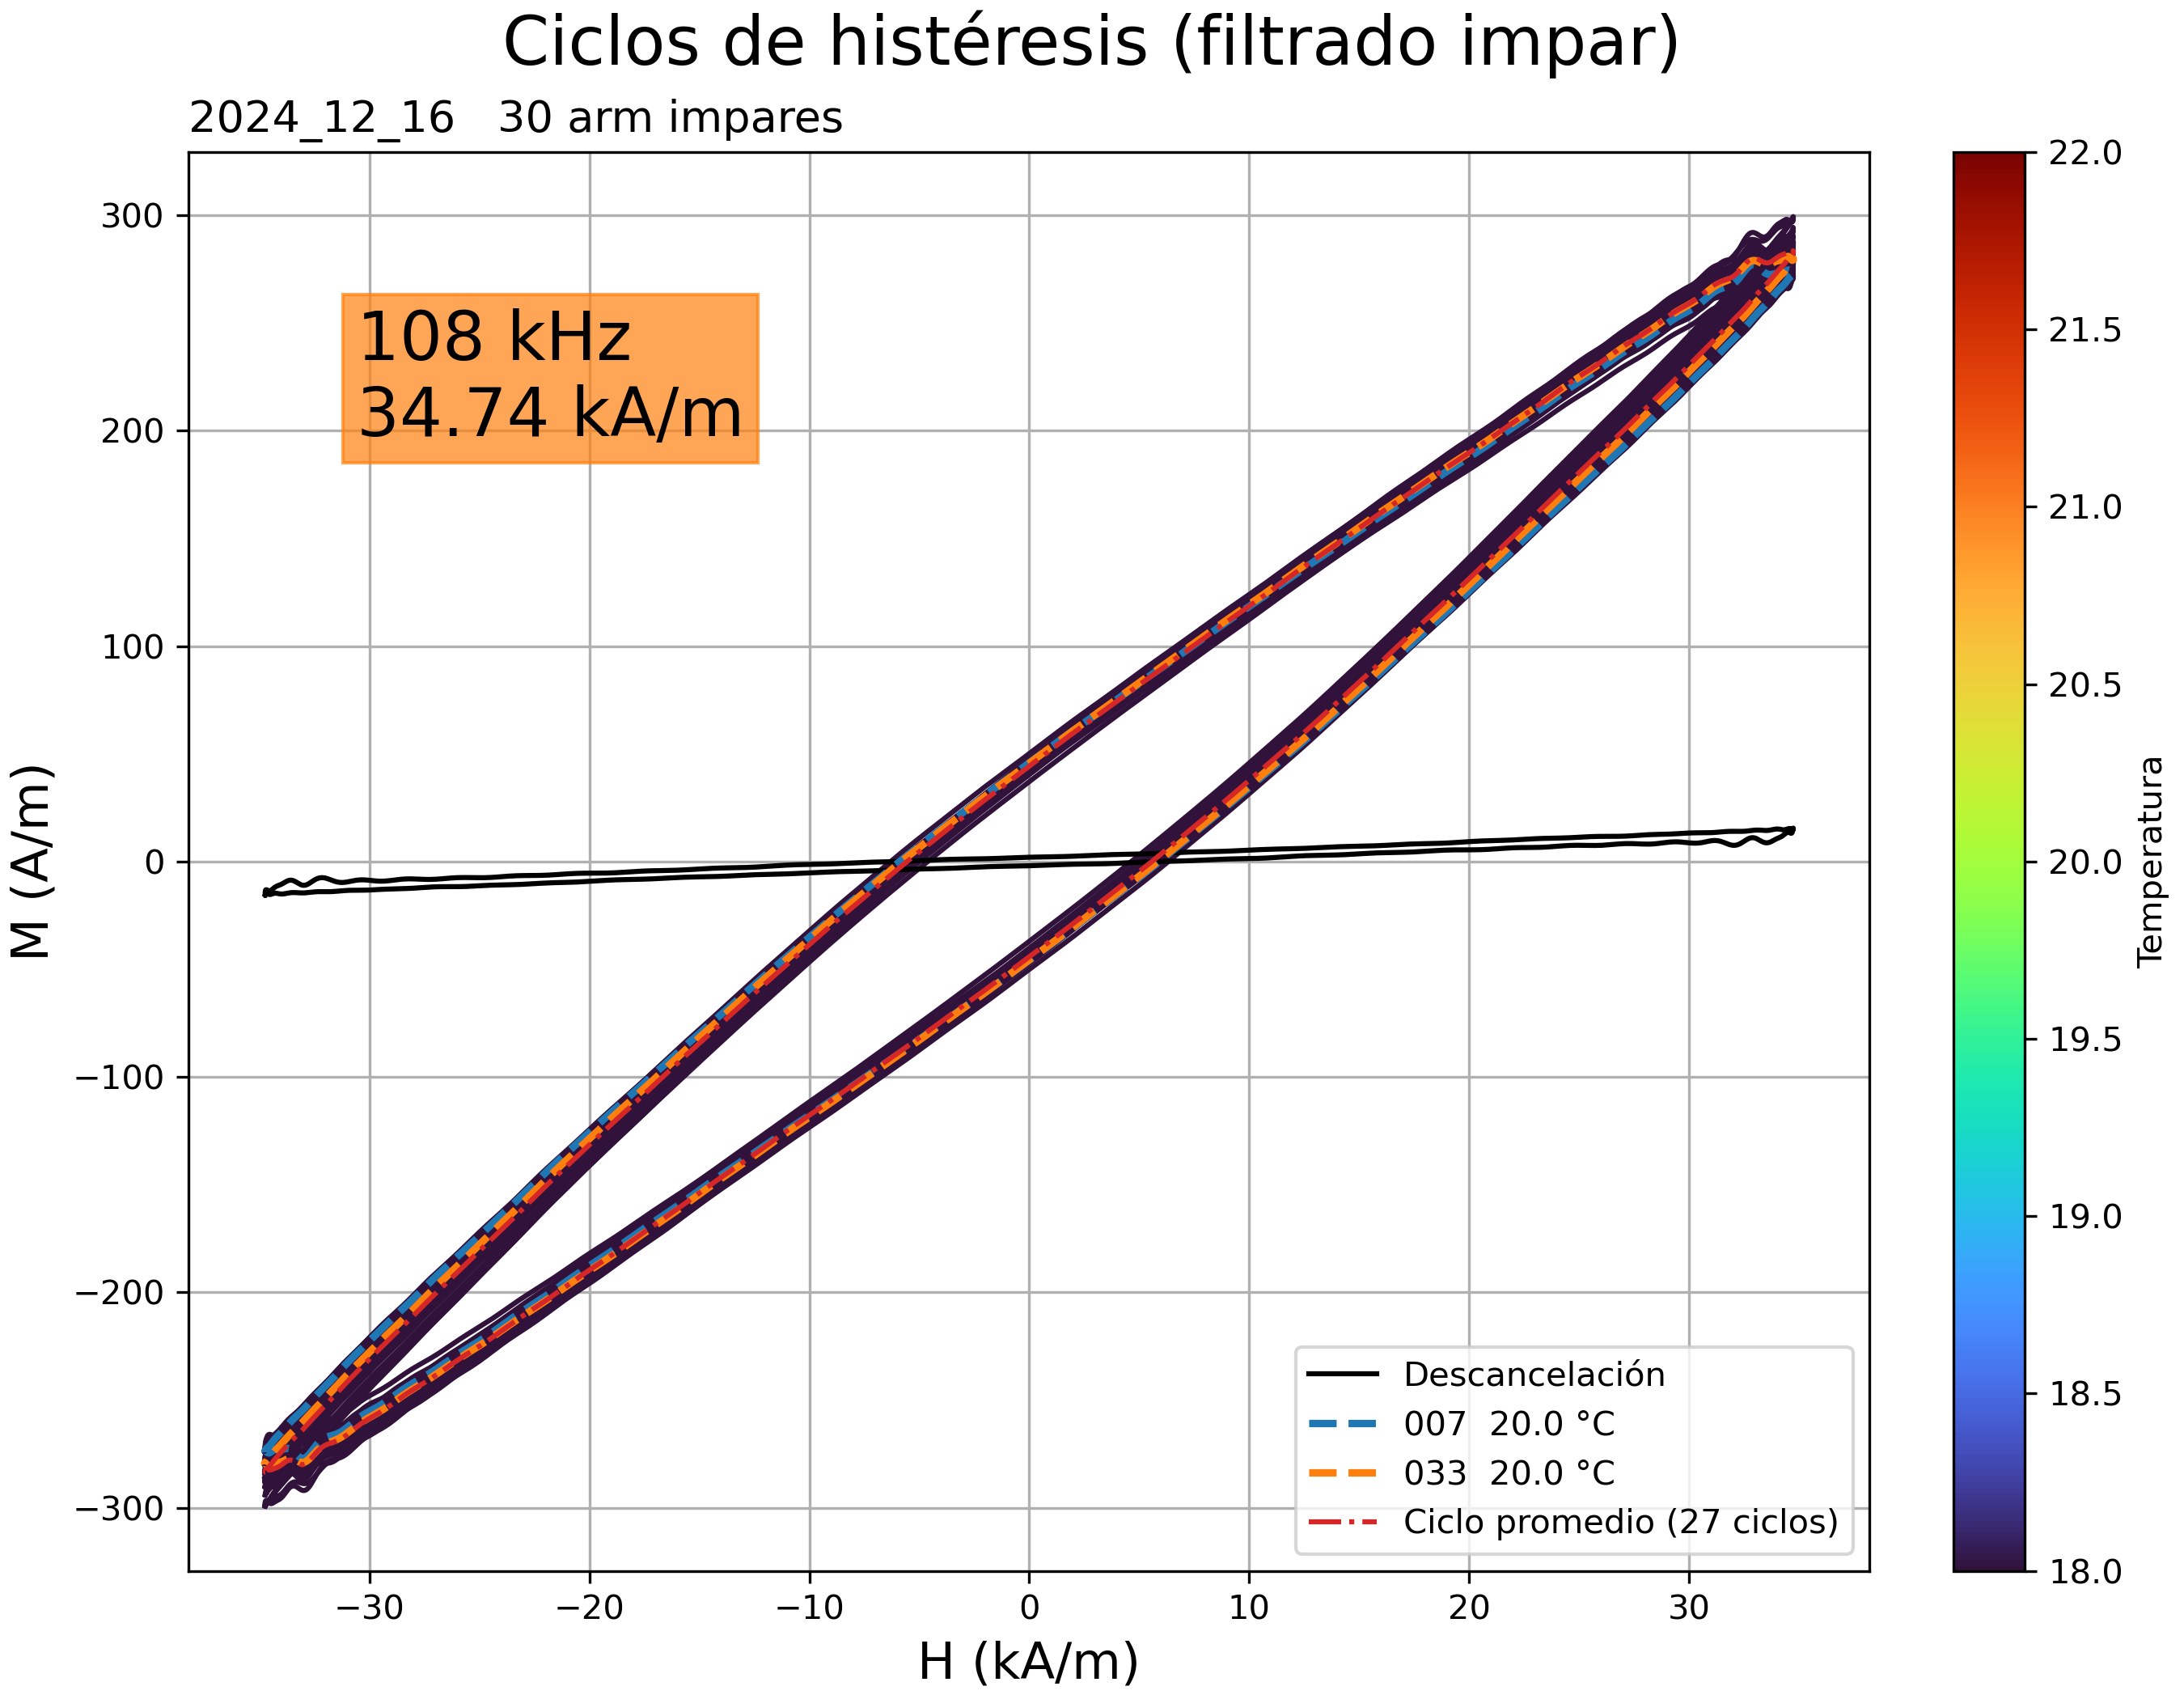 Ciclos de histéresis (filtrado impar)
2024_12_16   30 arm impares
108 kHz
34.74 kA/m
M (A/m)
300
200
100
0
−100
−200
−300
−30
−20
−10
0
10
20
30
H (kA/m)
Descancelación
007  20.0 °C
033  20.0 °C
Ciclo promedio (27 ciclos)
22.0
21.5
21.0
20.5
20.0
19.5
19.0
18.5
18.0
Temperatura